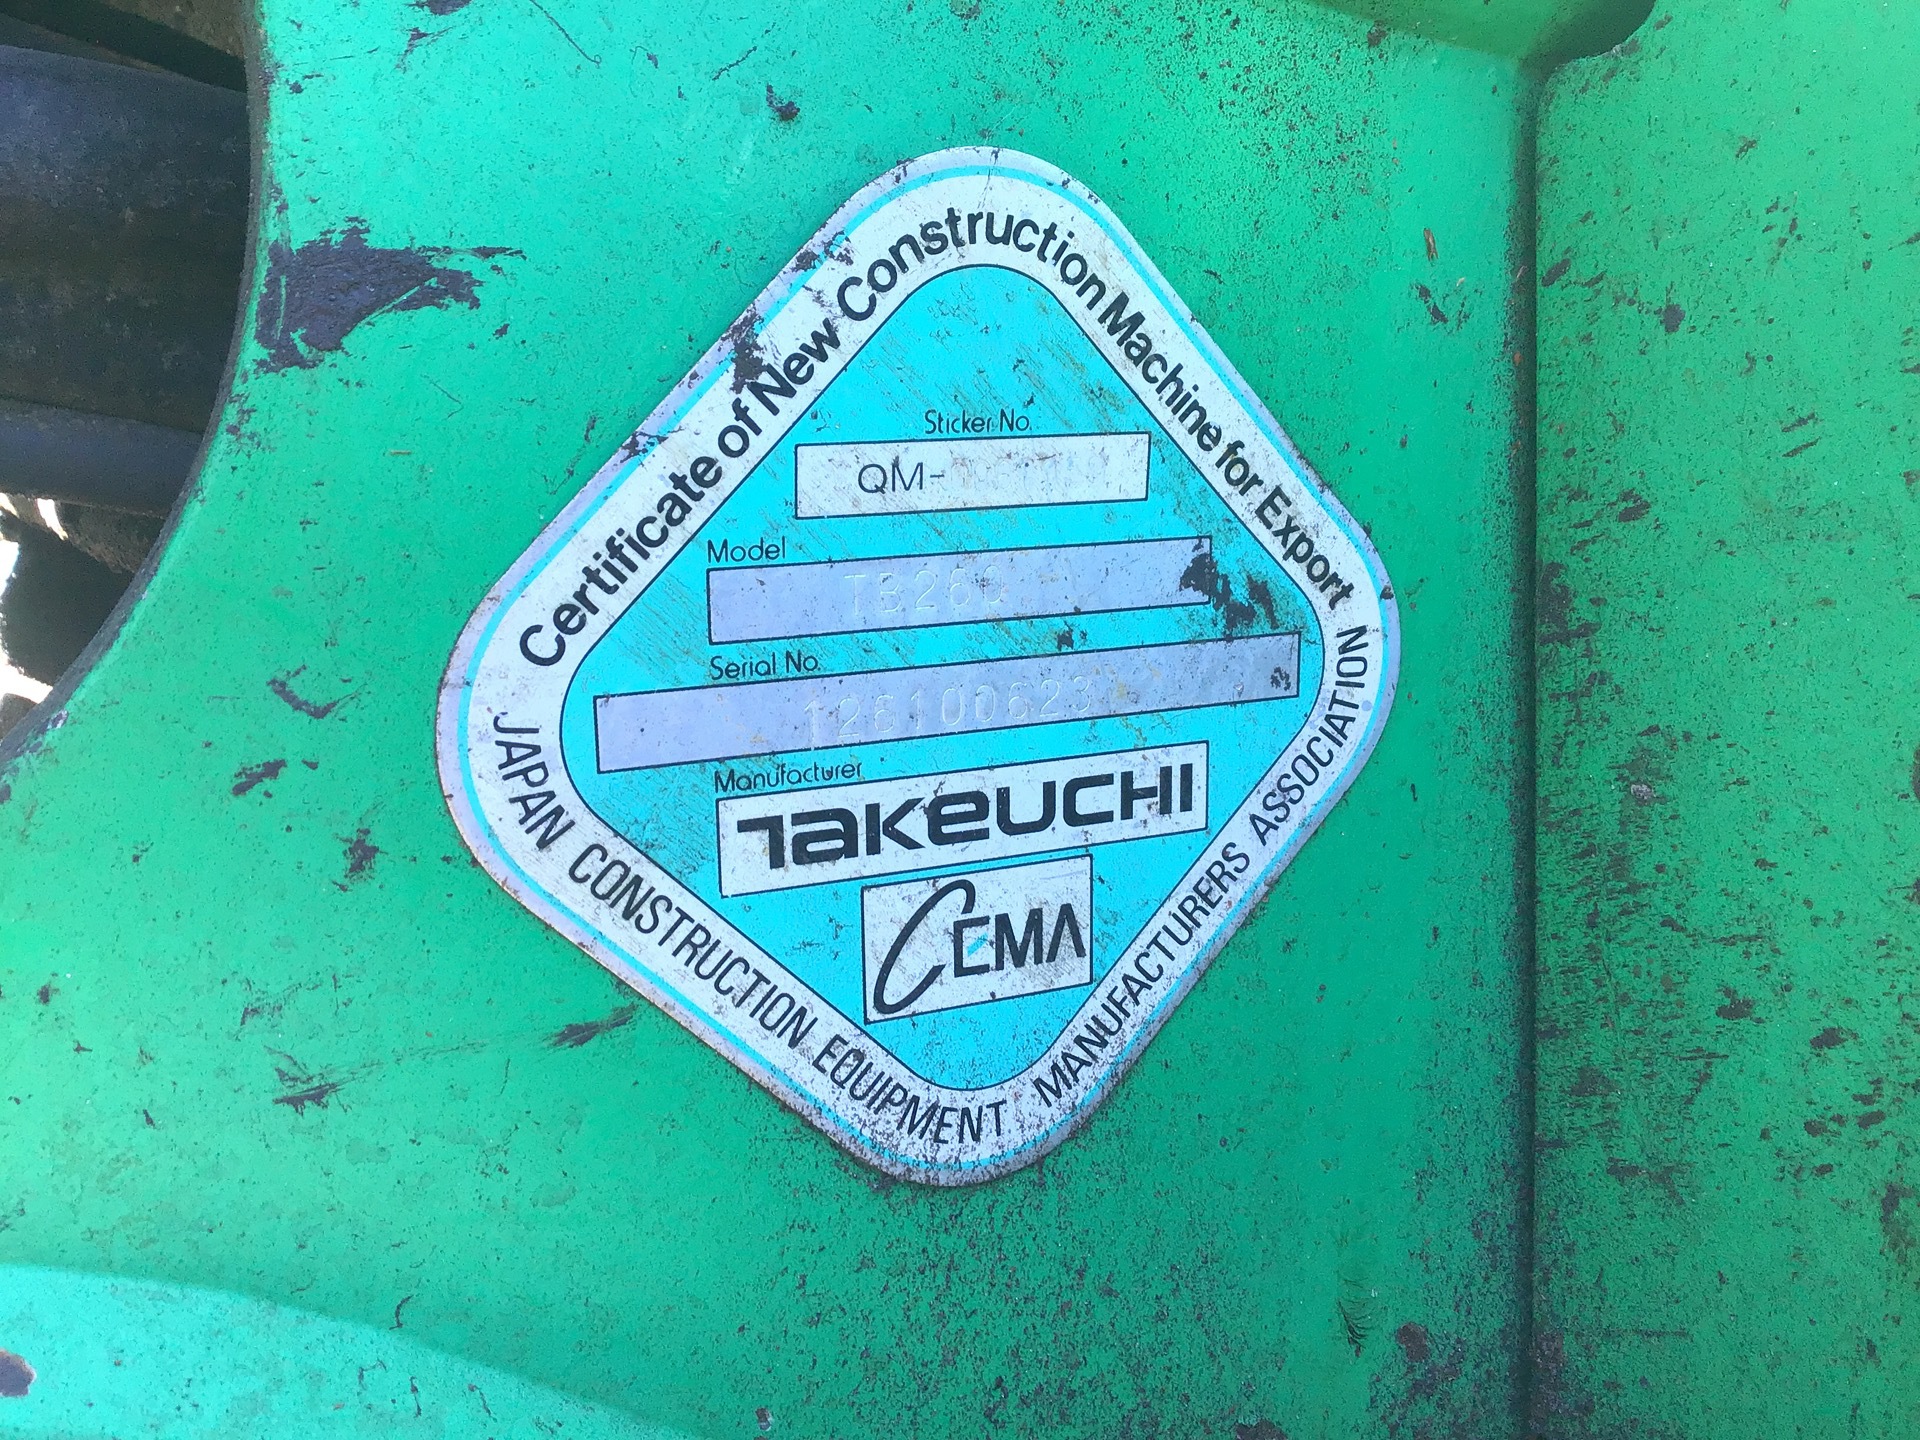 Certificate of New Construction Machine for Export
Sticker No.
QM-
Model
TB260
Serial No.
126100623
Manufacturer
TAKEUCHI
CEMA
JAPAN CONSTRUCTION EQUIPMENT MANUFACTURERS ASSOCIATION